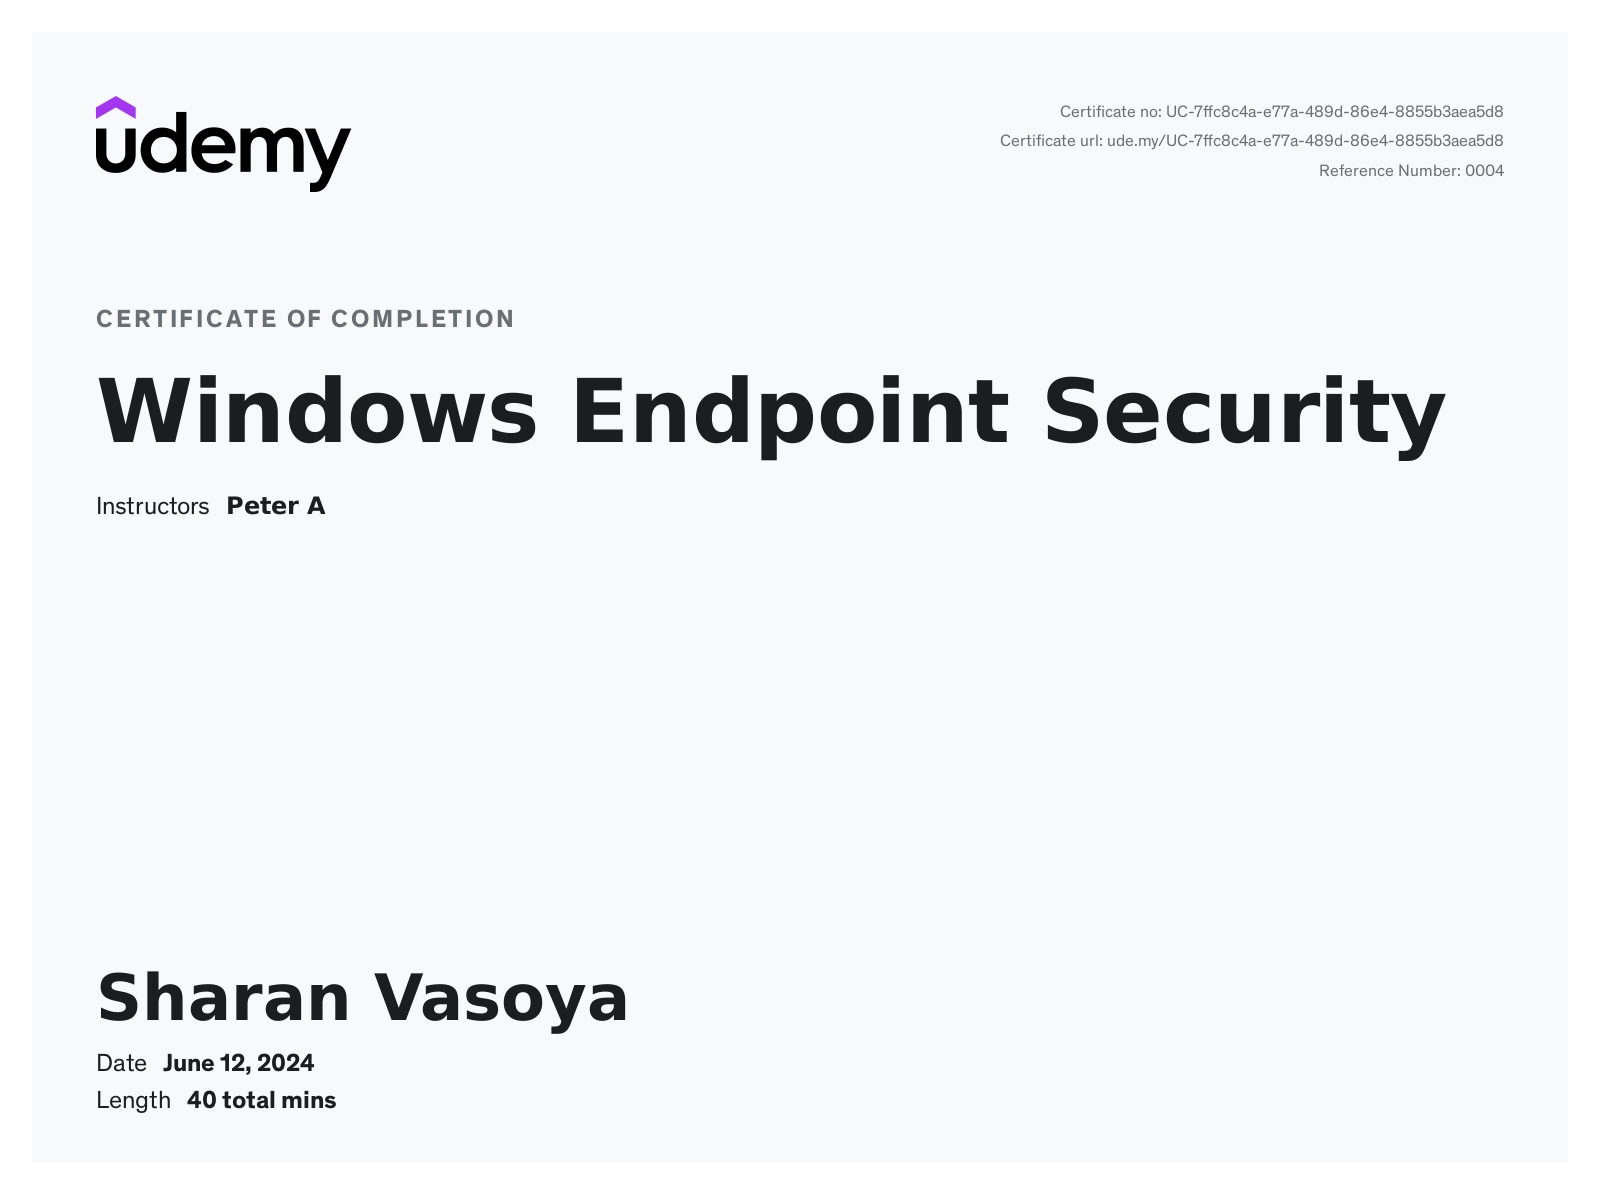 udemy
Certificate no: UC-7ffc8c4a-e77a-489d-86e4-8855b3aea5d8
Certificate url: ude.my/UC-7ffc8c4a-e77a-489d-86e4-8855b3aea5d8
Reference Number: 0004
CERTIFICATE OF COMPLETION
Windows Endpoint Security
Instructors Peter A
Sharan Vasoya
Date June 12, 2024
Length 40 total mins